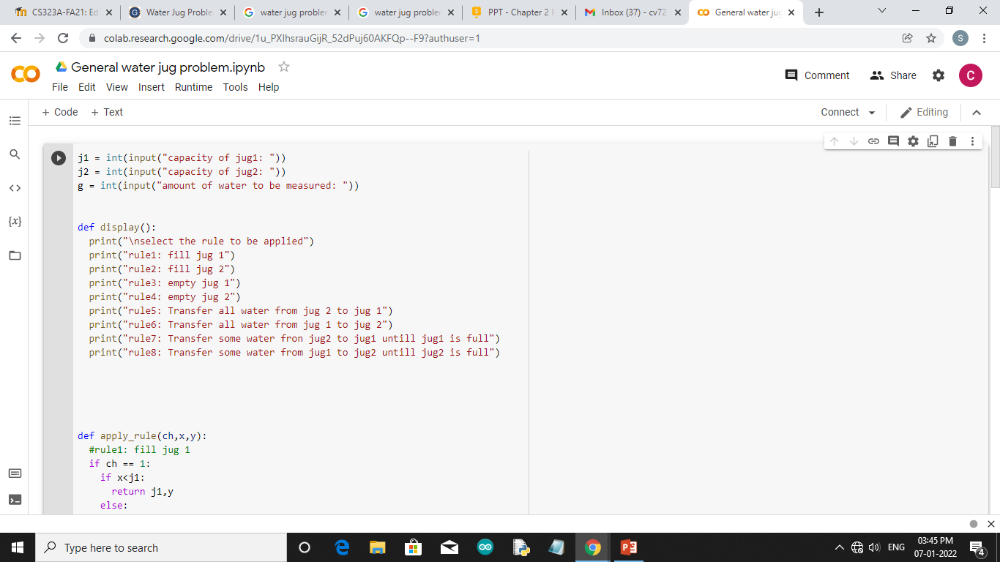 CS323A-FA21: Ed
Water Jug Proble
water jug problem
water jug problem
PPT - Chapter 2 P
Inbox (37) - cv72
General water jug
colab.research.google.com/drive/1u_PXlhsrauGijR_52dPuj60AKFQp--F9?authuser=1
S
General water jug problem.ipynb
Comment
Share
C
File Edit View Insert Runtime Tools Help
+ Code + Text
Connect
Editing
j1 = int(input("capacity of jug1: "))
j2 = int(input("capacity of jug2: "))
g = int(input("amount of water to be measured: "))
def display():
print("\nselect the rule to be applied")
print("rule1: fill jug 1")
print("rule2: fill jug 2")
print("rule3: empty jug 1")
print("rule4: empty jug 2")
print("rule5: Transfer all water from jug 2 to jug 1")
print("rule6: Transfer all water from jug 1 to jug 2")
print("rule7: Transfer some water fron jug2 to jug1 untill jug1 is full")
print("rule8: Transfer some water from jug1 to jug2 untill jug2 is full")
def apply_rule(ch,x,y):
#rule1: fill jug 1
if ch == 1:
if x<j1:
return j1,y
else:
{x}
Type here to search
ENG
03:45 PM
07-01-2022
4